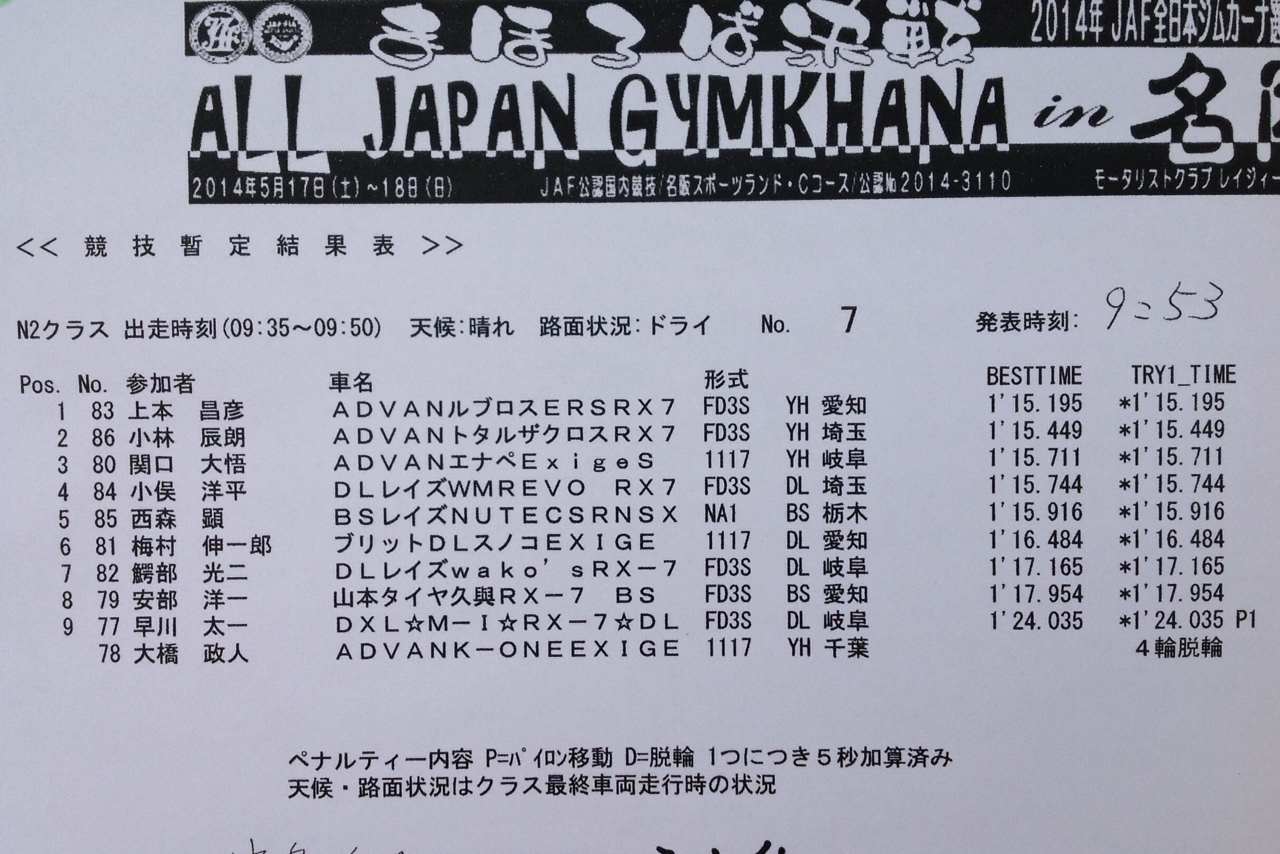 まほろば決戦 2014年 JAF全日本ジムカーナ
ALL JAPAN GYMKHANA in 名
2014年5月17日(土)~18日(日) JAF公認国内競技/名阪スポーツランド・Cコース/公認№2014-3110 モータリストクラブ レイジィー
<< 競技暫定結果表 >>
N2クラス 出走時刻(09:35～09:50) 天候:晴れ 路面状況:ドライ No. 7 発表時刻: 9:53
Pos. No. 参加者 車名 形式 BESTTIME TRY1_TIME
1 83 上本 昌彦 ＡＤＶＡＮルブロスＥＲＳＲＸ７ FD3S YH 愛知 1'15.195 *1'15.195
2 86 小林 辰朗 ＡＤＶＡＮトタルザクロスＲＸ７ FD3S YH 埼玉 1'15.449 *1'15.449
3 80 関口 大悟 ＡＤＶＡＮエナペＥｘｉｇｅＳ 1117 YH 岐阜 1'15.711 *1'15.711
4 84 小俣 洋平 ＤＬレイズＷＭＲＥＶＯ ＲＸ７ FD3S DL 埼玉 1'15.744 *1'15.744
5 85 西森 顕 ＢＳレイズＮＵＴＥＣＳＲＮＳＸ NA1 BS 栃木 1'15.916 *1'15.916
6 81 梅村 伸一郎 ブリットＤＬスノコＥＸＩＧＥ 1117 DL 愛知 1'16.484 *1'16.484
7 82 鰐部 光二 ＤＬレイズｗａｋｏ’ｓＲＸ－７ FD3S DL 岐阜 1'17.165 *1'17.165
8 79 安部 洋一 山本タイヤ久與ＲＸ－７ ＢＳ FD3S BS 愛知 1'17.954 *1'17.954
9 77 早川 太一 ＤＸＬ☆Ｍ－Ｉ☆ＲＸ－７☆ＤＬ FD3S DL 岐阜 1'24.035 *1'24.035 P1
78 大橋 政人 ＡＤＶＡＮＫ－ＯＮＥＥＸＩＧＥ 1117 YH 千葉 ４輪脱輪
ペナルティー内容 P=ﾊﾟｲﾛﾝ移動 D=脱輪 1つにつき５秒加算済み
天候・路面状況はクラス最終車両走行時の状況